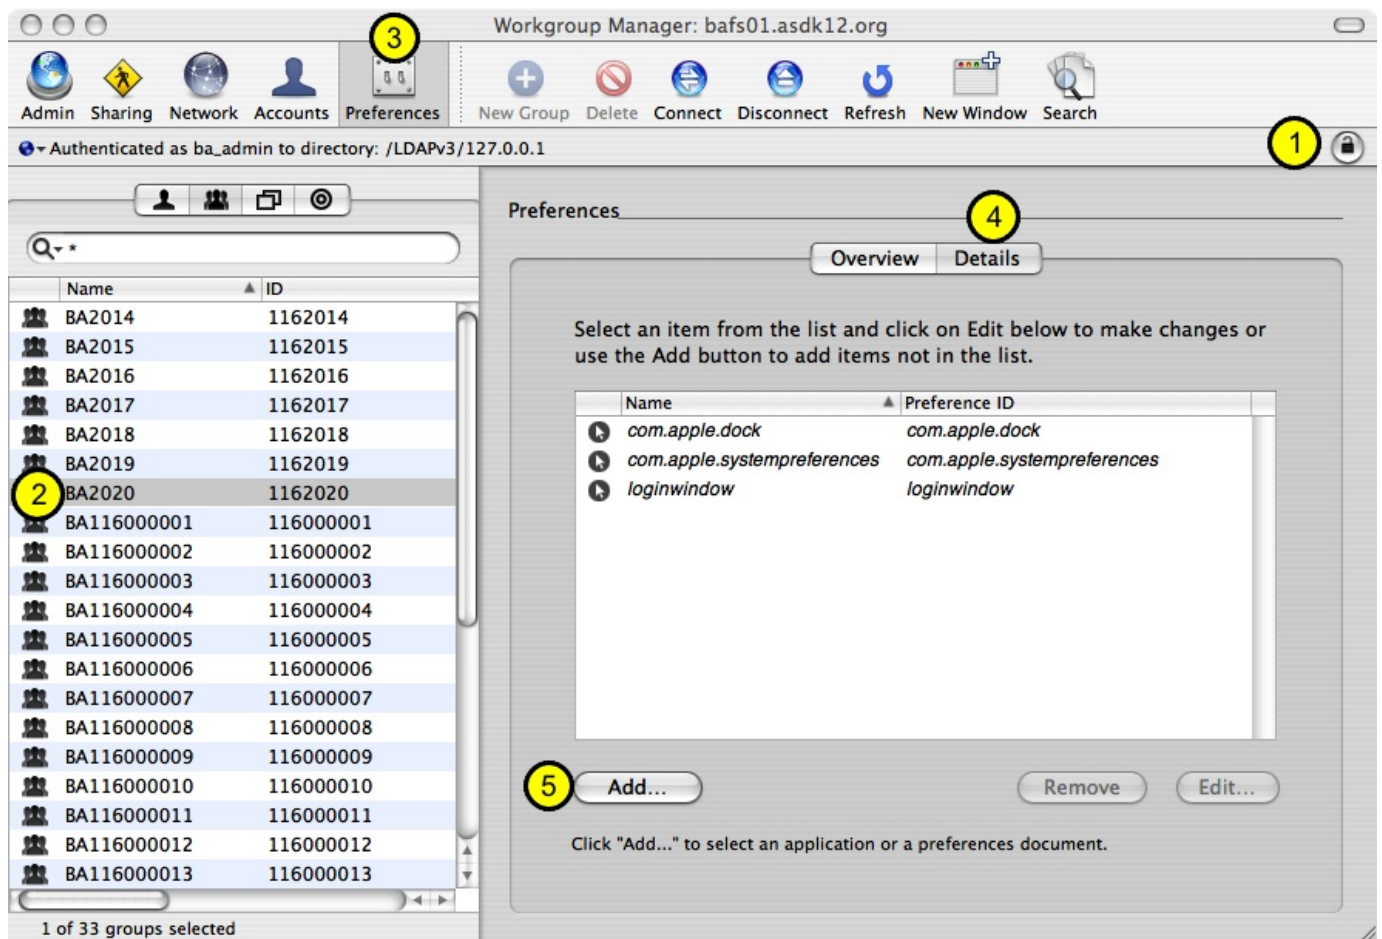 Workgroup Manager: bafs01.asdk12.org
3
Admin Sharing Network Accounts Preferences New Group Delete Connect Disconnect Refresh New Window Search
Authenticated as ba_admin to directory: /LDAPv3/127.0.0.1
1
Preferences
4
*
Overview Details
Name ID
BA2014 1162014
BA2015 1162015
BA2016 1162016
BA2017 1162017
BA2018 1162018
BA2019 1162019
2 BA2020 1162020
BA116000001 116000001
BA116000002 116000002
BA116000003 116000003
BA116000004 116000004
BA116000005 116000005
BA116000006 116000006
BA116000007 116000007
BA116000008 116000008
BA116000009 116000009
BA116000010 116000010
BA116000011 116000011
BA116000012 116000012
BA116000013 116000013
1 of 33 groups selected
Select an item from the list and click on Edit below to make changes or
use the Add button to add items not in the list.
Name Preference ID
com.apple.dock com.apple.dock
com.apple.systempreferences com.apple.systempreferences
loginwindow loginwindow
5 Add... Remove Edit...
Click "Add..." to select an application or a preferences document.